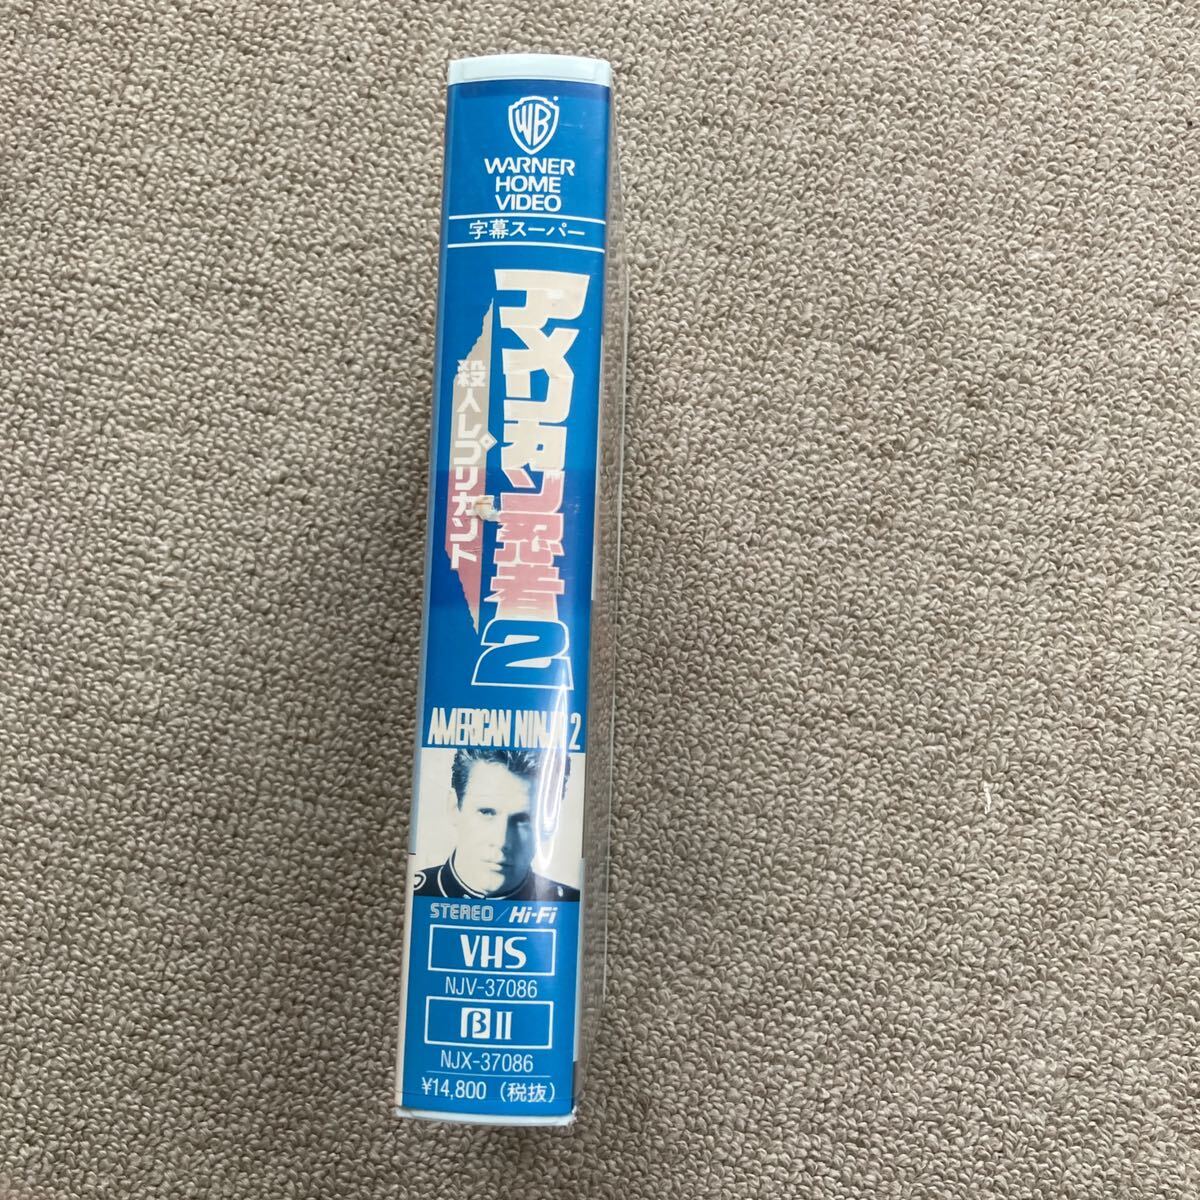 WB
WARNER
HOME
VIDEO
字幕スーパー
アメリカン忍者2
殺人レプリカント
AMERICAN NINJA 2
STEREO/Hi-Fi
VHS
NJV-37086
β II
NJX-37086
¥14,800(税抜)